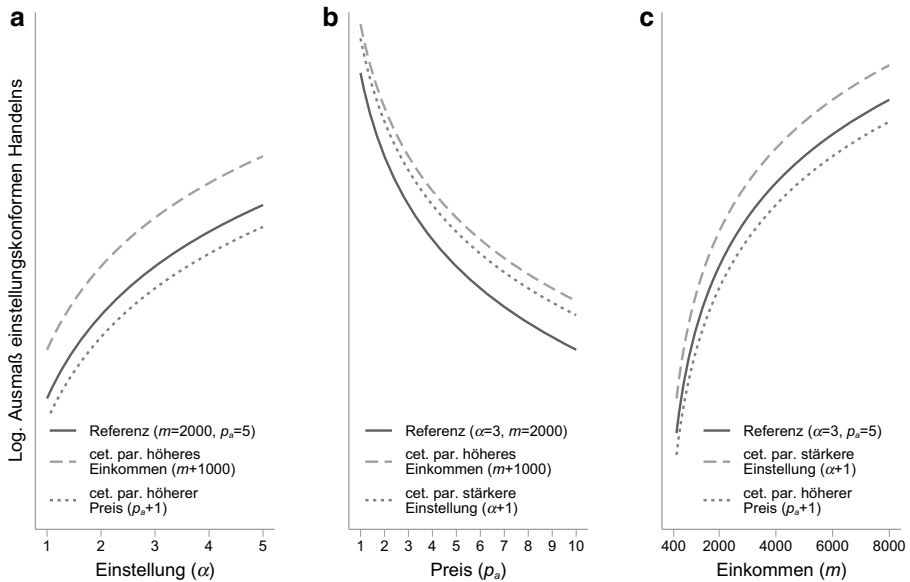 a
b
c
Log. Ausmaß einstellungskonformen Handelns
Referenz (m=2000, pₐ=5)
cet. par. höheres
Einkommen (m+1000)
cet. par. höherer
Preis (pₐ+1)
1 2 3 4 5
Einstellung (α)
Referenz (α=3, m=2000)
cet. par. höheres
Einkommen (m+1000)
cet. par. stärkere
Einstellung (α+1)
1 2 3 4 5 6 7 8 9 10
Preis (pₐ)
Referenz (α=3, pₐ=5)
cet. par. stärkere
Einstellung (α+1)
cet. par. höherer
Preis (pₐ+1)
400 2000 4000 6000 8000
Einkommen (m)